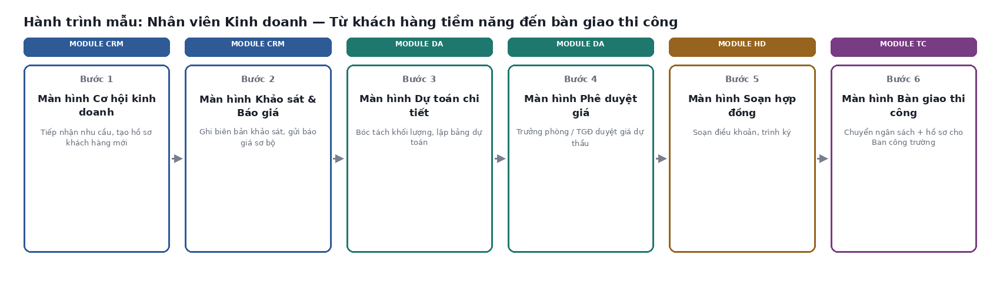 Hành trình mẫu: Nhân viên Kinh doanh — Từ khách hàng tiềm năng đến bàn giao thi công
MODULE CRM
Bước 1
Màn hình Cơ hội kinh
doanh
Tiếp nhận nhu cầu, tạo hồ sơ
khách hàng mới
MODULE CRM
Bước 2
Màn hình Khảo sát &
Báo giá
Ghi biên bản khảo sát, gửi báo
giá sơ bộ
MODULE DA
Bước 3
Màn hình Dự toán chi
tiết
Bóc tách khối lượng, lập bảng dự
toán
MODULE DA
Bước 4
Màn hình Phê duyệt
giá
Trưởng phòng / TGĐ duyệt giá dự
thầu
MODULE HD
Bước 5
Màn hình Soạn hợp
đồng
Soạn điều khoản, trình ký
MODULE TC
Bước 6
Màn hình Bàn giao thi
công
Chuyển ngân sách + hồ sơ cho
Ban công trường